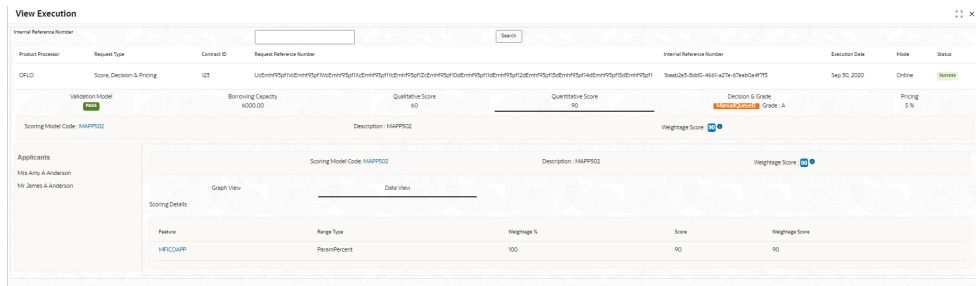 View Execution
Internal Reference Number
Search
Product Processor Request Type Contract ID Request Reference Number Internal Reference Number Execution Date Mode Status
OFLO Score, Decision & Pricing 123 Sep 30, 2020 Online Success
Validation Model Borrowing Capacity Qualitative Score Quantitative Score Decision & Grade Pricing
PASS 6000.00 60 90 ManualQueueB Grade : A 5 %
Scoring Model Code : MAPP502 Description : MAPP502 Weightage Score : 90
Applicants
Mrs Amy A Anderson
Mr James A Anderson
Scoring Model Code: MAPP502 Description : MAPP502 Weightage Score 90
Graph View Data View
Scoring Details
Feature Range Type Weightage % Score Weightage Score
MFICOAPP ParamPercent 100 90 90